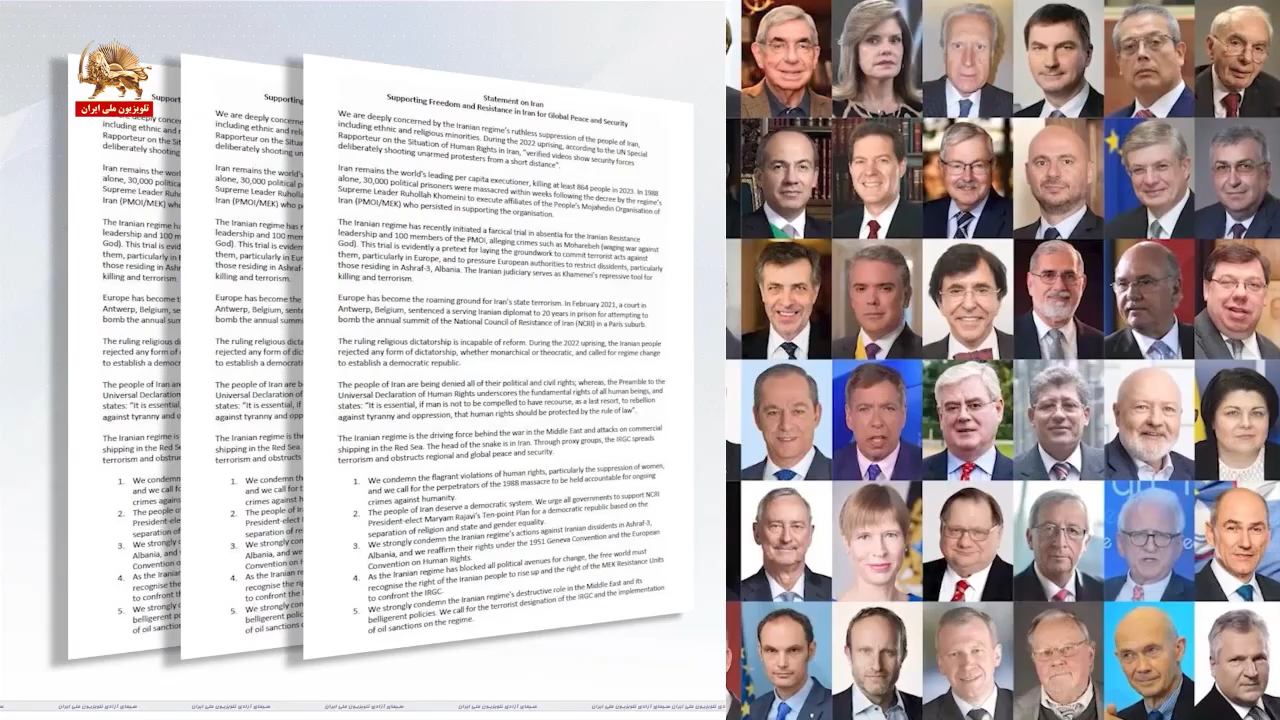 تلویزیون ملی ایران
Statement on Iran
Supporting Freedom and Resistance in Iran for Global Peace and Security
We are deeply concerned by the Iranian regime's ruthless suppression of the people of Iran,
including ethnic and religious minorities. During the 2022 uprising, according to the UN Special
Rapporteur on the Situation of Human Rights in Iran, "verified videos show security forces
deliberately shooting unarmed protesters from a short distance".
Iran remains the world's leading per capita executioner, killing at least 864 people in 2023. In 1988
alone, 30,000 political prisoners were massacred within weeks following the decree by the regime's
Supreme Leader Ruhollah Khomeini to execute affiliates of the People's Mojahedin Organisation of
Iran (PMOI/MEK) who persisted in supporting the organisation.
The Iranian regime has recently initiated a farcical trial in absentia for the Iranian Resistance
leadership and 100 members of the PMOI, alleging crimes such as Moharebeh (waging war against
God). This trial is evidently a pretext for laying the groundwork to commit terrorist acts against
them, particularly in Europe, and to pressure European authorities to restrict dissidents, particularly
those residing in Ashraf-3, Albania. The Iranian judiciary serves as Khamenei's repressive tool for
killing and terrorism.
Europe has become the roaming ground for Iran's state terrorism. In February 2021, a court in
Antwerp, Belgium, sentenced a serving Iranian diplomat to 20 years in prison for attempting to
bomb the annual summit of the National Council of Resistance of Iran (NCRI) in a Paris suburb.
The ruling religious dictatorship is incapable of reform. During the 2022 uprising, the Iranian people
rejected any form of dictatorship, whether monarchical or theocratic, and called for regime change
to establish a democratic republic.
The people of Iran are being denied all of their political and civil rights; whereas, the Preamble to the
Universal Declaration of Human Rights underscores the fundamental rights of all human beings, and
states: "It is essential, if man is not to be compelled to have recourse, as a last resort, to rebellion
against tyranny and oppression, that human rights should be protected by the rule of law".
The Iranian regime is the driving force behind the war in the Middle East and attacks on commercial
shipping in the Red Sea. The head of the snake is in Iran. Through proxy groups, the IRGC spreads
terrorism and obstructs regional and global peace and security.
1. We condemn the flagrant violations of human rights, particularly the suppression of women,
and we call for the perpetrators of the 1988 massacre to be held accountable for ongoing
crimes against humanity.
2. The people of Iran deserve a democratic system. We urge all governments to support NCRI
President-elect Maryam Rajavi's Ten-point Plan for a democratic republic based on the
separation of religion and state and gender equality.
3. We strongly condemn the Iranian regime's actions against Iranian dissidents in Ashraf-3,
Albania, and we reaffirm their rights under the 1951 Geneva Convention and the European
Convention on Human Rights.
4. As the Iranian regime has blocked all political avenues for change, the free world must
recognise the right of the Iranian people to rise up and the right of the MEK Resistance Units
to confront the IRGC.
5. We strongly condemn the Iranian regime's destructive role in the Middle East and its
belligerent policies. We call for the terrorist designation of the IRGC and the implementation
of oil sanctions on the regime.
سیمای آزادی تلویزیون ملی ایران سیمای آزادی تلویزیون ملی ایران سیمای آزادی تلویزیون ملی ایران سیمای آزادی تلویزیون ملی ایران سیمای آزادی تلویزیون ملی ایران